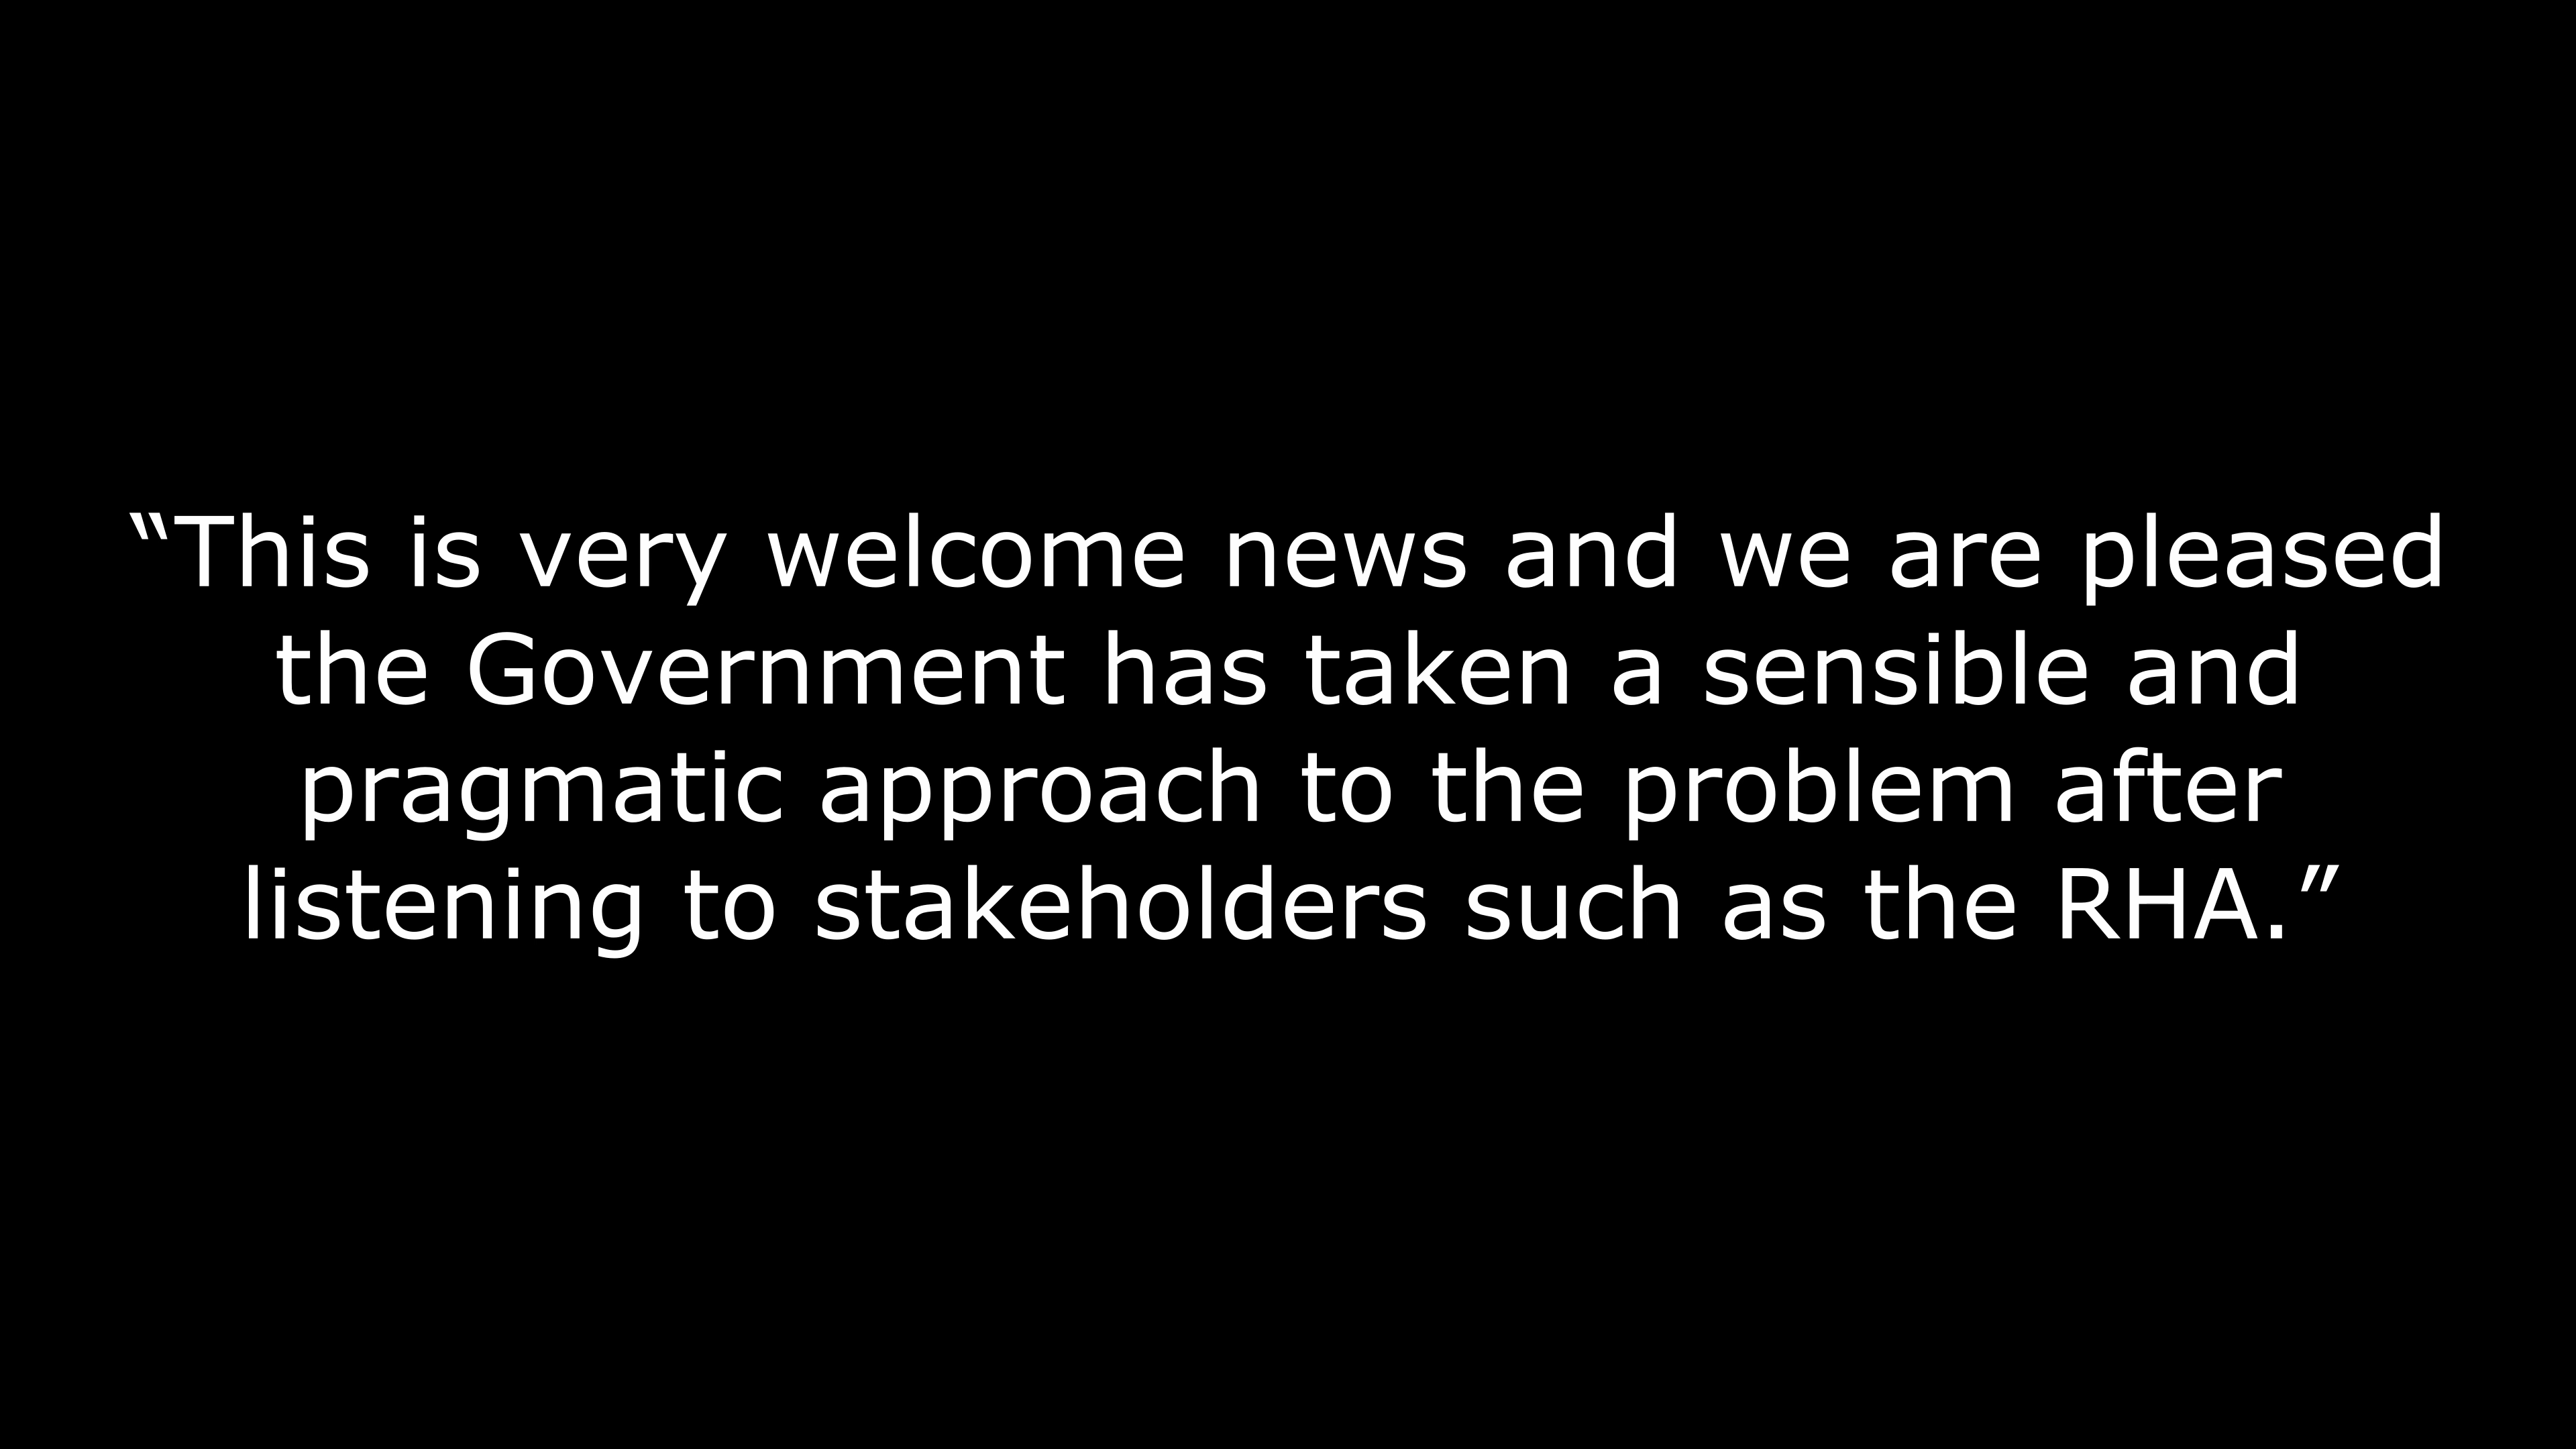 “This is very welcome news and we are pleased
the Government has taken a sensible and
pragmatic approach to the problem after
listening to stakeholders such as the RHA.”